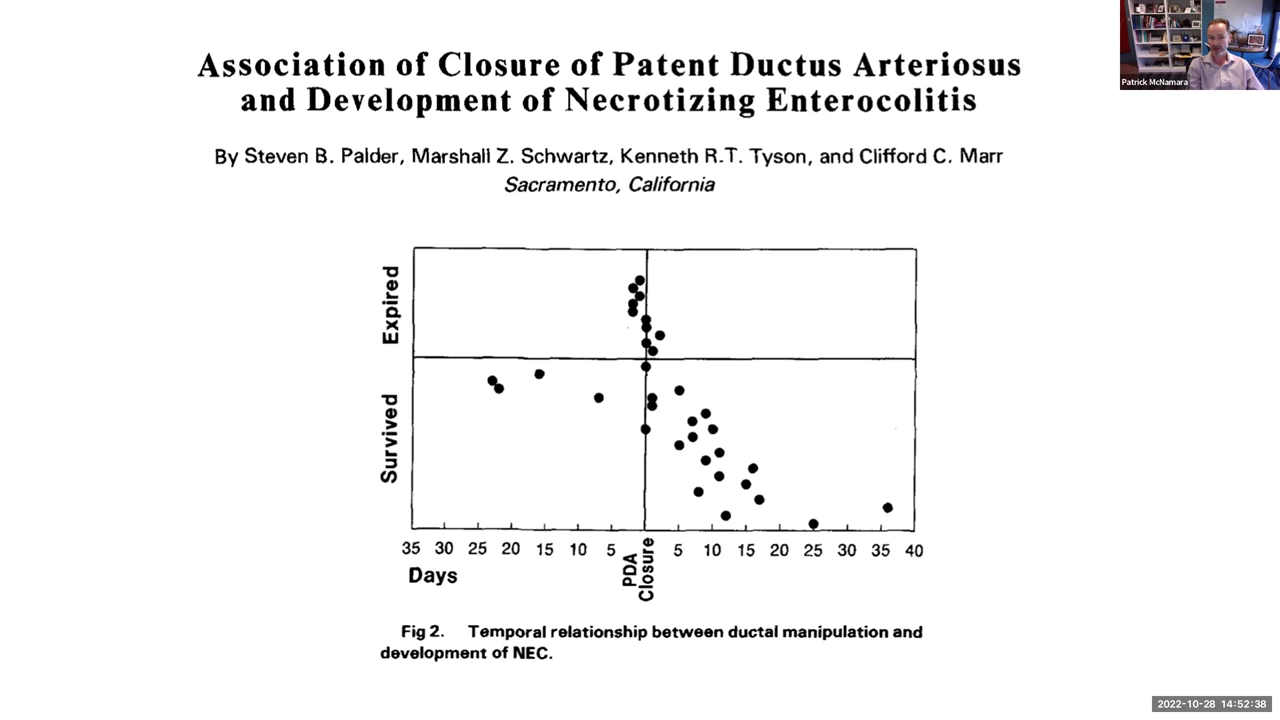 Association of Closure of Patent Ductus Arteriosus
and Development of Necrotizing Enterocolitis
By Steven B. Palder, Marshall Z. Schwartz, Kenneth R.T. Tyson, and Clifford C. Marr
Sacramento, California
Patrick McNamara
Expired
Survived
35 30 25 20 15 10 5 PDA Closure 5 10 15 20 25 30 35 40
Days
Fig 2. Temporal relationship between ductal manipulation and
development of NEC.
2022-10-28 14:52:38